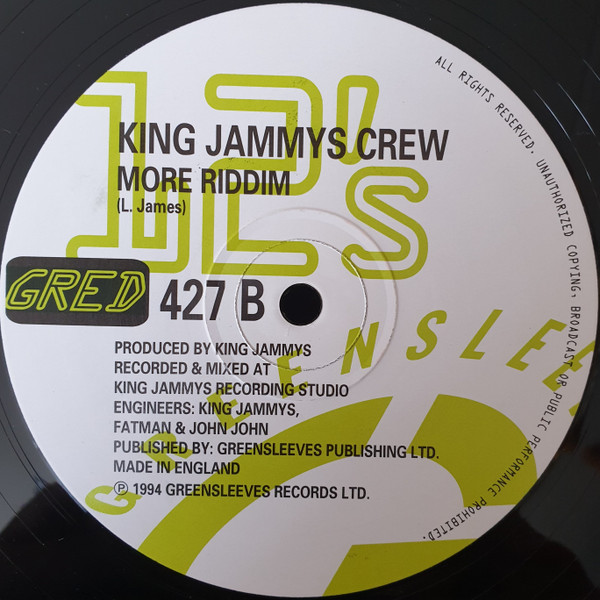 12's
KING JAMMYS CREW
MORE RIDDIM
(L. James)
GRED 427 B
PRODUCED BY KING JAMMYS
RECORDED & MIXED AT
KING JAMMYS RECORDING STUDIO
ENGINEERS: KING JAMMYS,
FATMAN & JOHN JOHN
PUBLISHED BY: GREENSLEEVES PUBLISHING LTD.
MADE IN ENGLAND
℗ 1994 GREENSLEEVES RECORDS LTD.
GREENSLEE
ALL RIGHTS RESERVED. UNAUTHORIZED COPYING, BROADCAST OR PUBLIC PERFORMANCE PROHIBITED.